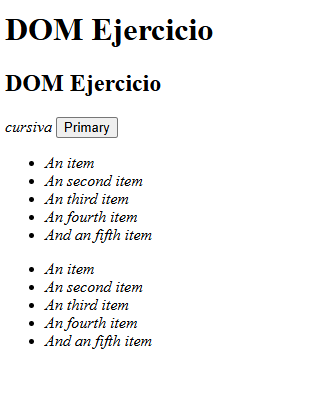 DOM Ejercicio
DOM Ejercicio
cursiva Primary
An item
An second item
An third item
An fourth item
And an fifth item
An item
An second item
An third item
An fourth item
And an fifth item